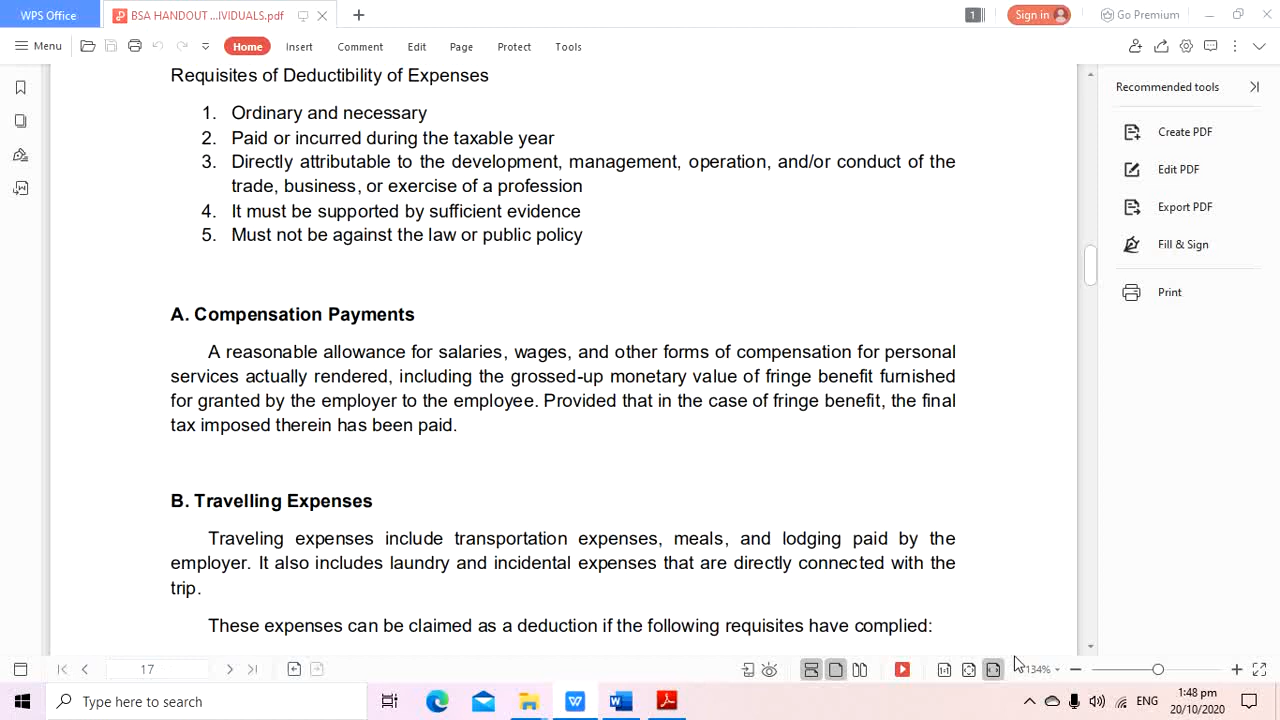 WPS Office
BSA HANDOUT ...IVIDUALS.pdf
1
Sign in
Go Premium
Menu
Home
Insert
Comment
Edit
Page
Protect
Tools
Requisites of Deductibility of Expenses
1. Ordinary and necessary
2. Paid or incurred during the taxable year
3. Directly attributable to the development, management, operation, and/or conduct of the
trade, business, or exercise of a profession
4. It must be supported by sufficient evidence
5. Must not be against the law or public policy
A. Compensation Payments
A reasonable allowance for salaries, wages, and other forms of compensation for personal
services actually rendered, including the grossed-up monetary value of fringe benefit furnished
for granted by the employer to the employee. Provided that in the case of fringe benefit, the final
tax imposed therein has been paid.
B. Travelling Expenses
Traveling expenses include transportation expenses, meals, and lodging paid by the
employer. It also includes laundry and incidental expenses that are directly connected with the
trip.
These expenses can be claimed as a deduction if the following requisites have complied:
Recommended tools
Create PDF
Edit PDF
Export PDF
Fill & Sign
Print
17
134%
Type here to search
ENG
1:48 pm
20/10/2020